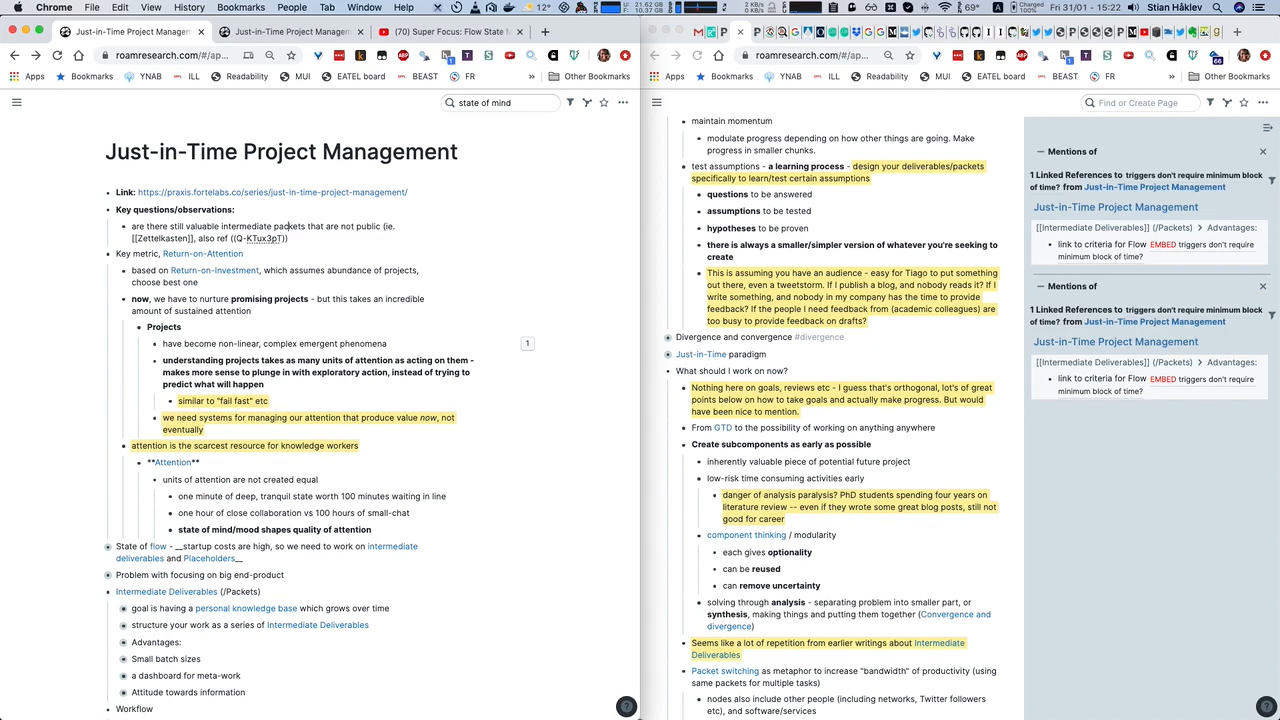 Chrome File Edit View History Bookmarks People Tab Window Help
U: 21.62 GB
F: 10.37 GB
2 KB/s
0 KB/s
69°
Charged
100%
Fri 31/01 - 15:22 Stian Håklev
Just-in-Time Project Managem
Just-in-Time Project Managem
(70) Super Focus: Flow State M
roamresearch.com/#/ap...
Apps Bookmarks YNAB ILL Readability MUI EATEL board BEAST FR » Other Bookmarks
state of mind
Just-in-Time Project Management
Link: https://praxis.fortelabs.co/series/just-in-time-project-management/
Key questions/observations:
are there still valuable intermediate packets that are not public (ie.
[[Zettelkasten]], also ref ((Q-KTux3pT))
Key metric, Return-on-Attention
based on Return-on-Investment, which assumes abundance of projects,
choose best one
now, we have to nurture promising projects - but this takes an incredible
amount of sustained attention
Projects
have become non-linear, complex emergent phenomena
1
understanding projects takes as many units of attention as acting on them -
makes more sense to plunge in with exploratory action, instead of trying to
predict what will happen
similar to "fail fast" etc
we need systems for managing our attention that produce value now, not
eventually
attention is the scarcest resource for knowledge workers
**Attention**
units of attention are not created equal
one minute of deep, tranquil state worth 100 minutes waiting in line
one hour of close collaboration vs 100 hours of small-chat
state of mind/mood shapes quality of attention
State of flow - __startup costs are high, so we need to work on intermediate
deliverables and Placeholders__
Problem with focusing on big end-product
Intermediate Deliverables (/Packets)
goal is having a personal knowledge base which grows over time
structure your work as a series of Intermediate Deliverables
Advantages:
Small batch sizes
a dashboard for meta-work
Attitude towards information
Workflow
roamresearch.com/#/ap...
Apps Bookmarks YNAB ILL Readability MUI EATEL board BEAST FR » Other Bookmarks
Find or Create Page
maintain momentum
modulate progress depending on how other things are going. Make
progress in smaller chunks.
test assumptions - a learning process - design your deliverables/packets
specifically to learn/test certain assumptions
questions to be answered
assumptions to be tested
hypotheses to be proven
there is always a smaller/simpler version of whatever you're seeking to
create
This is assuming you have an audience - easy for Tiago to put something
out there, even a tweetstorm. If I publish a blog, and nobody reads it? If I
write something, and nobody in my company has the time to provide
feedback? If the people I need feedback from (academic colleagues) are
too busy to provide feedback on drafts?
Divergence and convergence #divergence
Just-in-Time paradigm
What should I work on now?
Nothing here on goals, reviews etc - I guess that's orthogonal, lot's of great
points below on how to take goals and actually make progress. But would
have been nice to mention.
From GTD to the possibility of working on anything anywhere
Create subcomponents as early as possible
inherently valuable piece of potential future project
low-risk time consuming activities early
danger of analysis paralysis? PhD students spending four years on
literature review -- even if they wrote some great blog posts, still not
good for career
component thinking / modularity
each gives optionality
can be reused
can remove uncertainty
solving through analysis - separating problem into smaller part, or
synthesis, making things and putting them together (Convergence and
divergence)
Seems like a lot of repetition from earlier writings about Intermediate
Deliverables
Packet switching as metaphor to increase "bandwidth" of productivity (using
same packets for multiple tasks)
nodes also include other people (including networks, Twitter followers
etc), and software/services
Mentions of
1 Linked References to triggers don't require minimum block
of time? from Just-in-Time Project Management
Just-in-Time Project Management
[[Intermediate Deliverables]] (/Packets) > Advantages:
link to criteria for Flow EMBED triggers don't require
minimum block of time?
Mentions of
1 Linked References to triggers don't require minimum block
of time? from Just-in-Time Project Management
Just-in-Time Project Management
[[Intermediate Deliverables]] (/Packets) > Advantages:
link to criteria for Flow EMBED triggers don't require
minimum block of time?